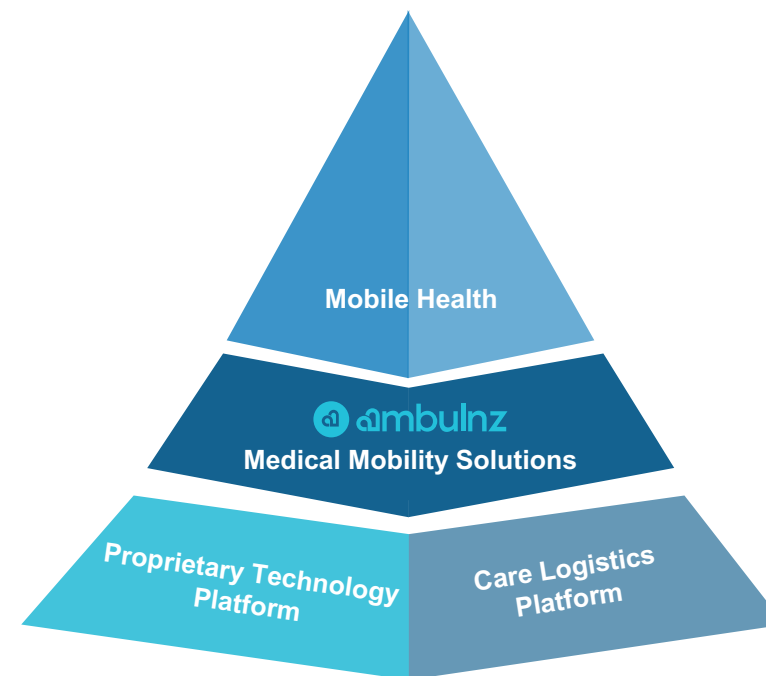 Mobile Health
ambulnz
Medical Mobility Solutions
Proprietary Technology
Platform
Care Logistics
Platform